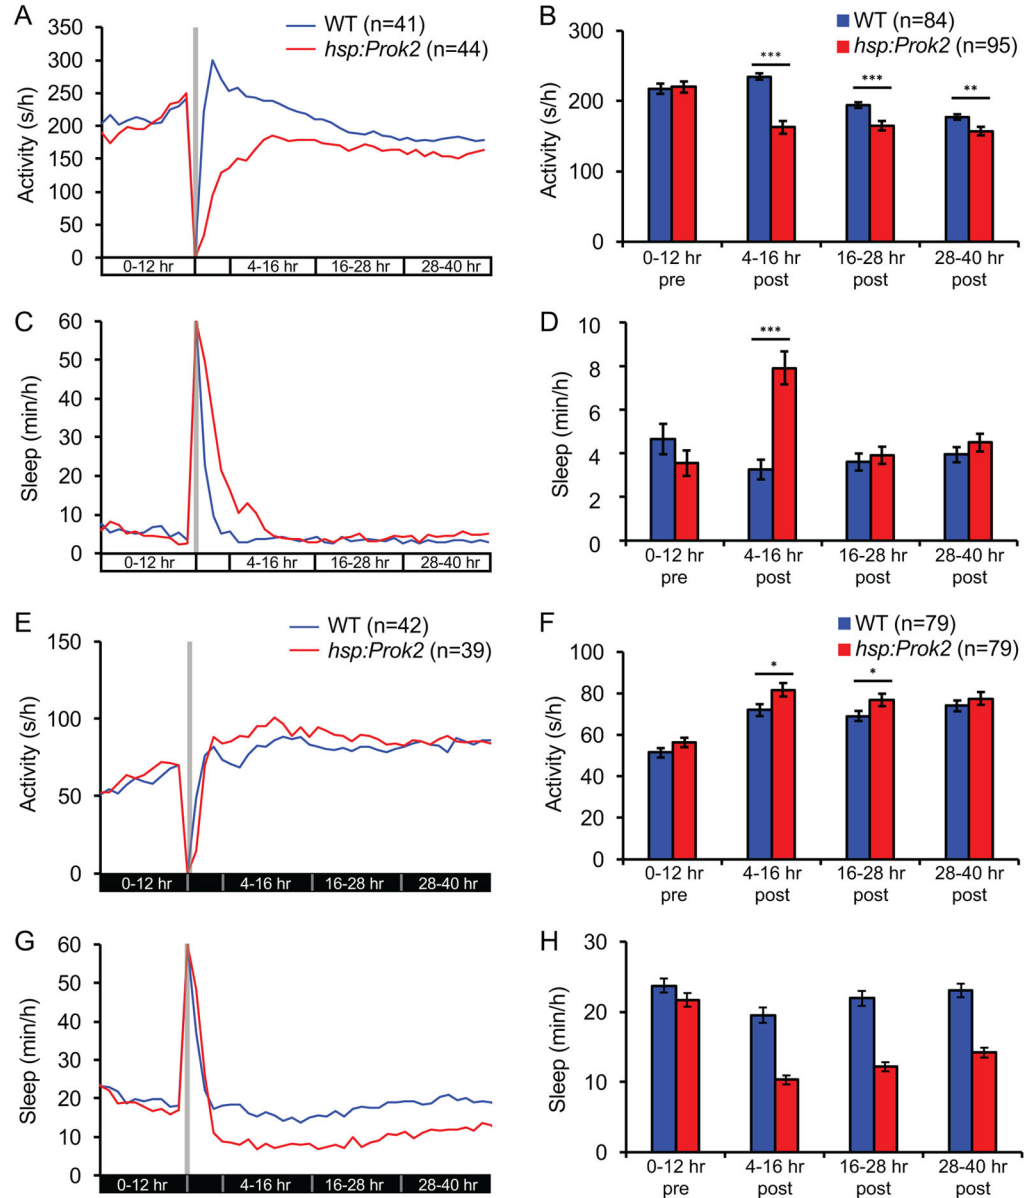 A
350
300
250
200
150
100
50
0
Activity (s/h)
WT (n=41)
hsp:Prok2 (n=44)
0-12 hr
4-16 hr
16-28 hr
28-40 hr
B
300
200
100
0
Activity (s/h)
WT (n=84)
hsp:Prok2 (n=95)
***
***
**
0-12 hr
pre
4-16 hr
post
16-28 hr
post
28-40 hr
post
C
60
50
40
30
20
10
0
Sleep (min/h)
0-12 hr
4-16 hr
16-28 hr
28-40 hr
D
10
8
6
4
2
0
Sleep (min/h)
***
0-12 hr
pre
4-16 hr
post
16-28 hr
post
28-40 hr
post
E
150
100
50
0
Activity (s/h)
WT (n=42)
hsp:Prok2 (n=39)
0-12 hr
4-16 hr
16-28 hr
28-40 hr
F
100
80
60
40
20
0
Activity (s/h)
WT (n=79)
hsp:Prok2 (n=79)
*
*
0-12 hr
pre
4-16 hr
post
16-28 hr
post
28-40 hr
post
G
60
50
40
30
20
10
0
Sleep (min/h)
0-12 hr
4-16 hr
16-28 hr
28-40 hr
H
30
20
10
0
Sleep (min/h)
0-12 hr
pre
4-16 hr
post
16-28 hr
post
28-40 hr
post